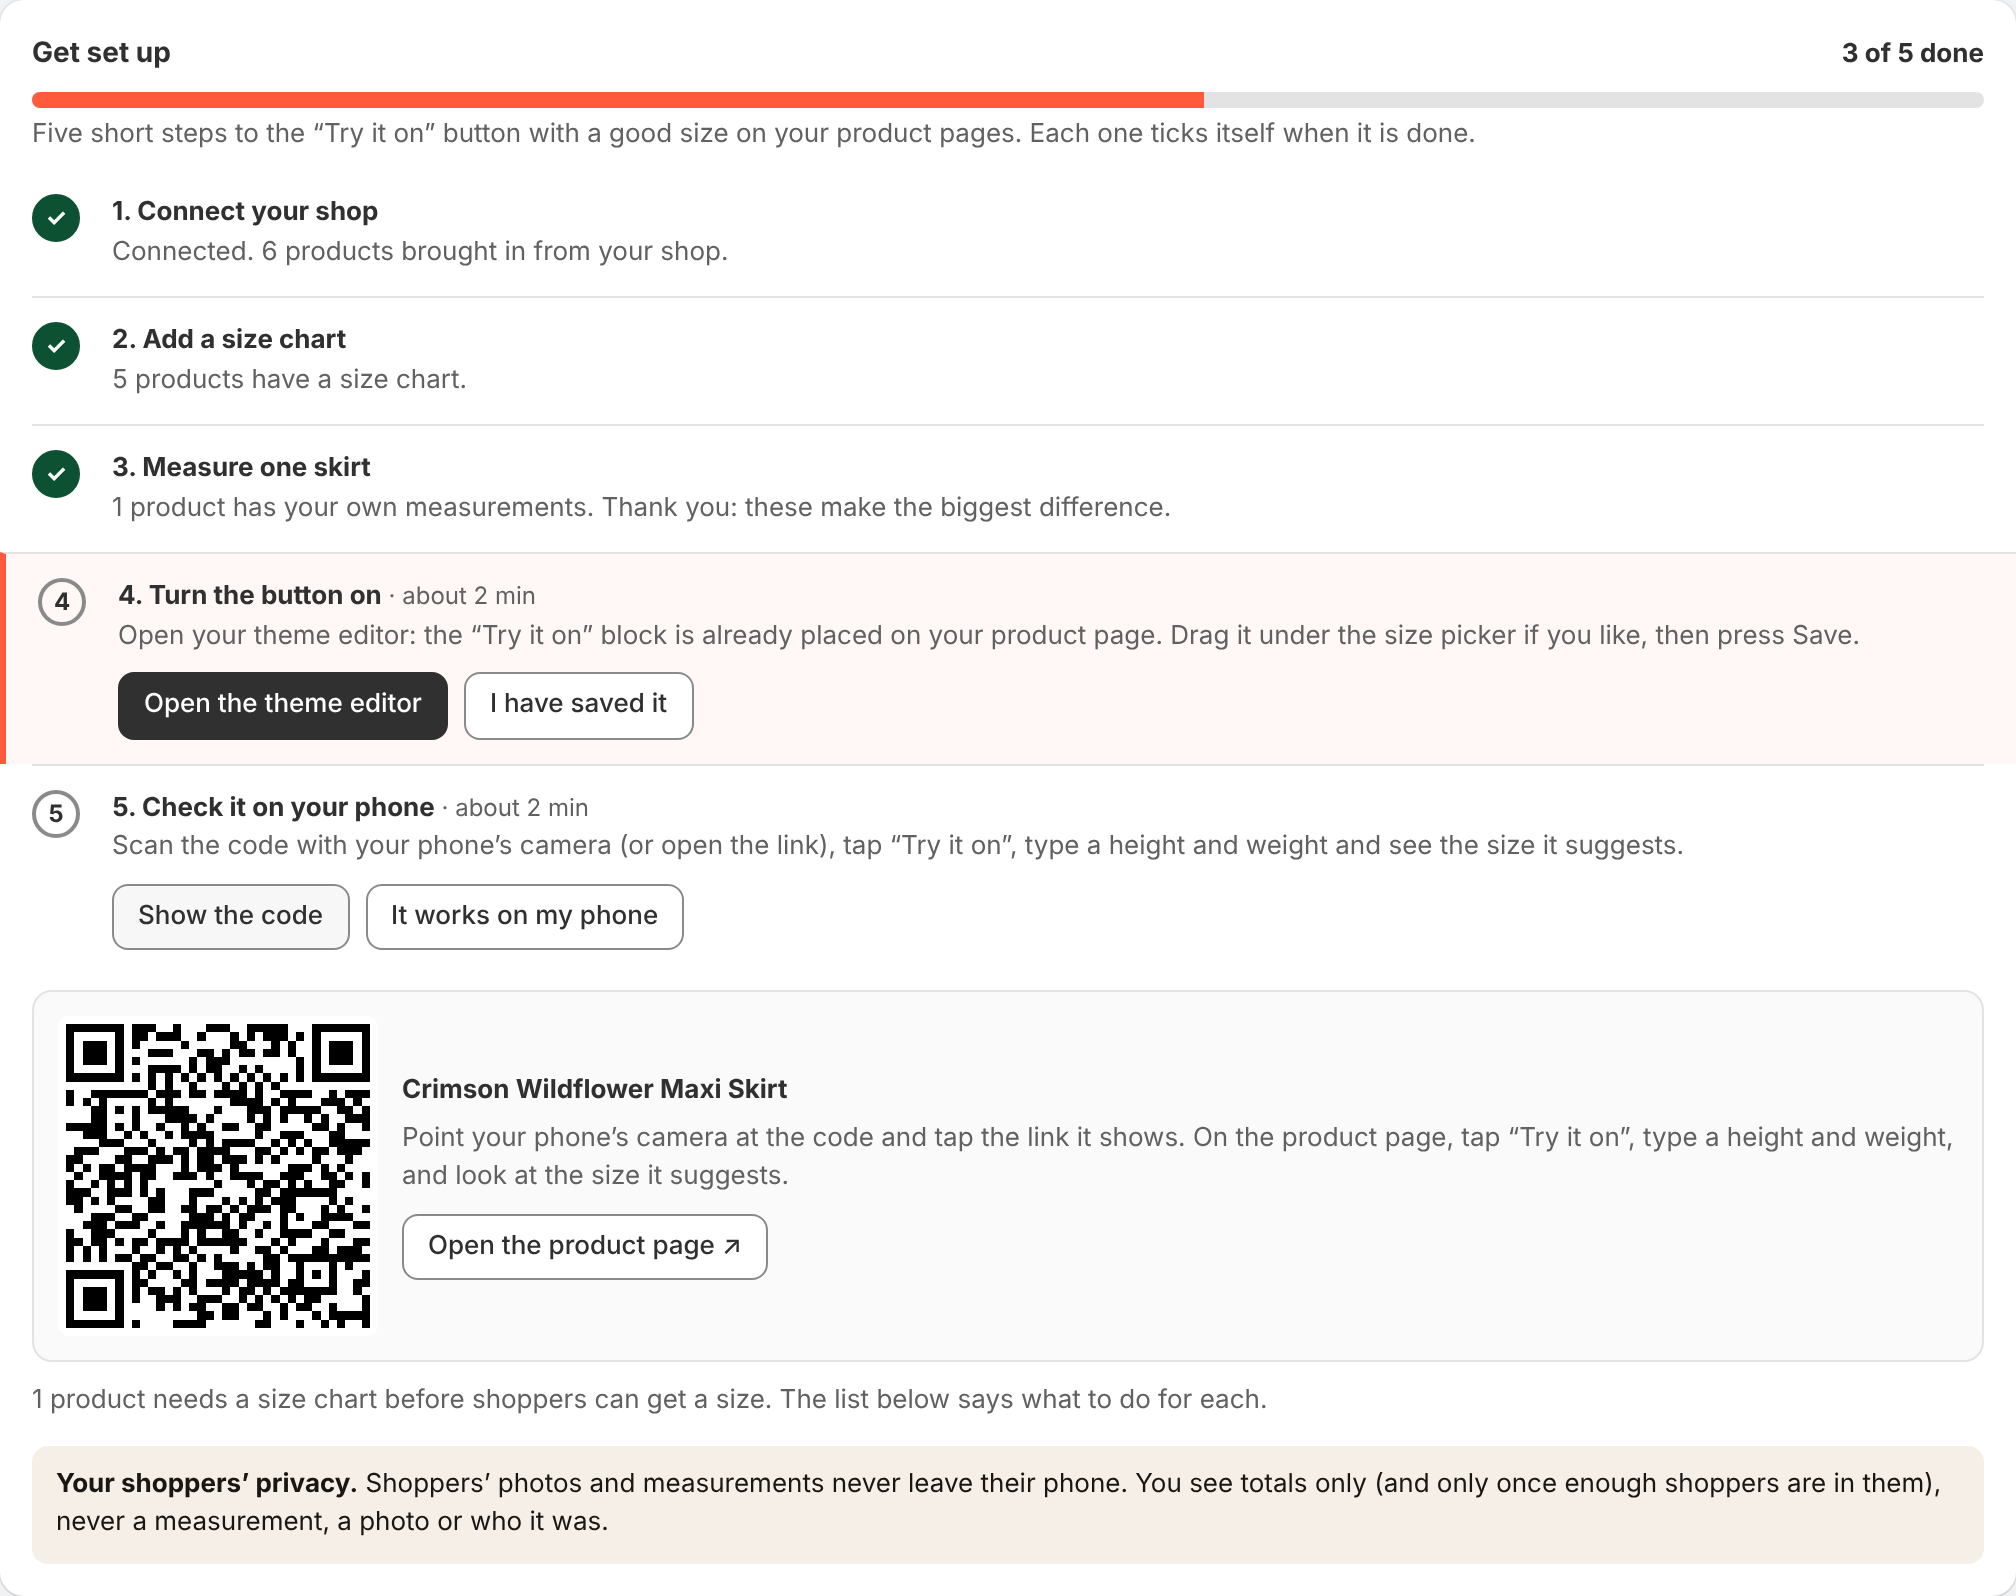 Get set up
3 of 5 done
Five short steps to the “Try it on” button with a good size on your product pages. Each one ticks itself when it is done.
1. Connect your shop
Connected. 6 products brought in from your shop.
2. Add a size chart
5 products have a size chart.
3. Measure one skirt
1 product has your own measurements. Thank you: these make the biggest difference.
4
4. Turn the button on · about 2 min
Open your theme editor: the “Try it on” block is already placed on your product page. Drag it under the size picker if you like, then press Save.
Open the theme editor
I have saved it
5
5. Check it on your phone · about 2 min
Scan the code with your phone’s camera (or open the link), tap “Try it on”, type a height and weight and see the size it suggests.
Show the code
It works on my phone
Crimson Wildflower Maxi Skirt
Point your phone’s camera at the code and tap the link it shows. On the product page, tap “Try it on”, type a height and weight,
and look at the size it suggests.
Open the product page ↗
1 product needs a size chart before shoppers can get a size. The list below says what to do for each.
Your shoppers’ privacy. Shoppers’ photos and measurements never leave their phone. You see totals only (and only once enough shoppers are in them),
never a measurement, a photo or who it was.